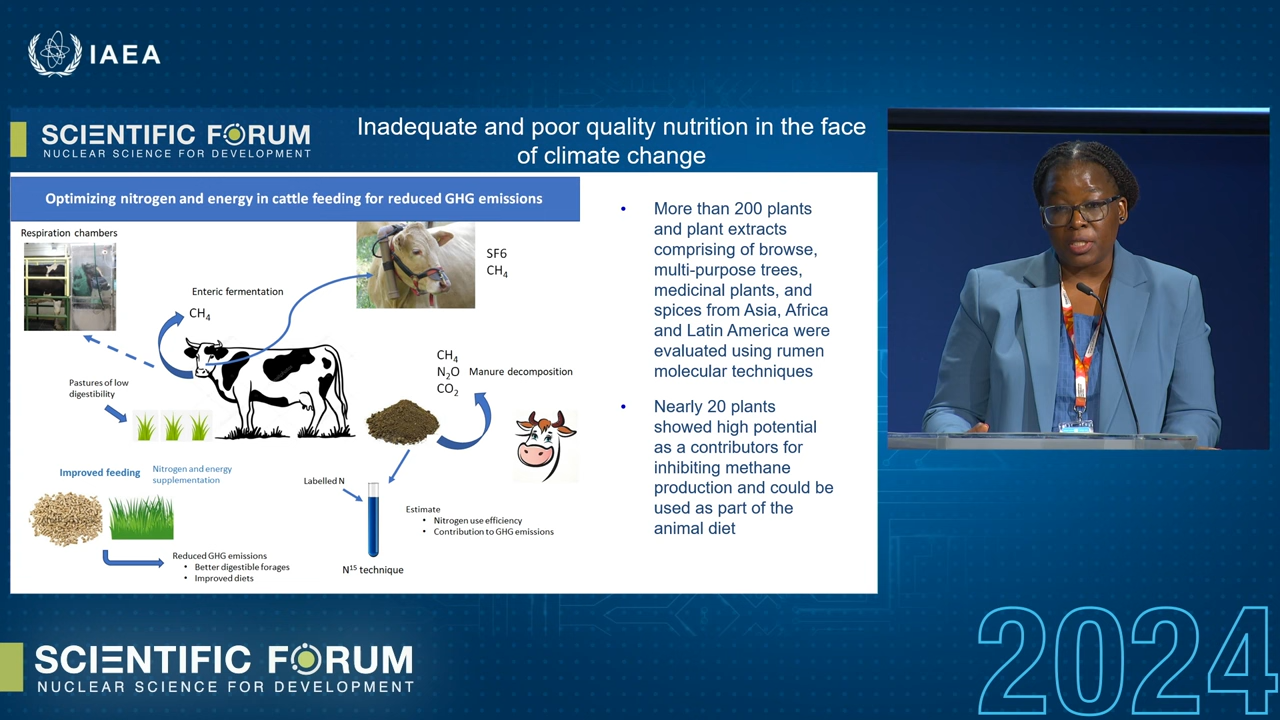 IAEA
SCIENTIFIC FORUM
NUCLEAR SCIENCE FOR DEVELOPMENT
Inadequate and poor quality nutrition in the face
of climate change
Optimizing nitrogen and energy in cattle feeding for reduced GHG emissions
Respiration chambers
SF6
CH₄
Enteric fermentation
CH₄
CH₄
N₂O
CO₂
Manure decomposition
Pastures of low
digestibility
Improved feeding
Nitrogen and energy
supplementation
Labelled N
Estimate
• Nitrogen use efficiency
• Contribution to GHG emissions
Reduced GHG emissions
• Better digestible forages
• Improved diets
N¹⁵ technique
• More than 200 plants
and plant extracts
comprising of browse,
multi-purpose trees,
medicinal plants, and
spices from Asia, Africa
and Latin America were
evaluated using rumen
molecular techniques
• Nearly 20 plants
showed high potential
as a contributors for
inhibiting methane
production and could be
used as part of the
animal diet
SCIENTIFIC FORUM
NUCLEAR SCIENCE FOR DEVELOPMENT
2024